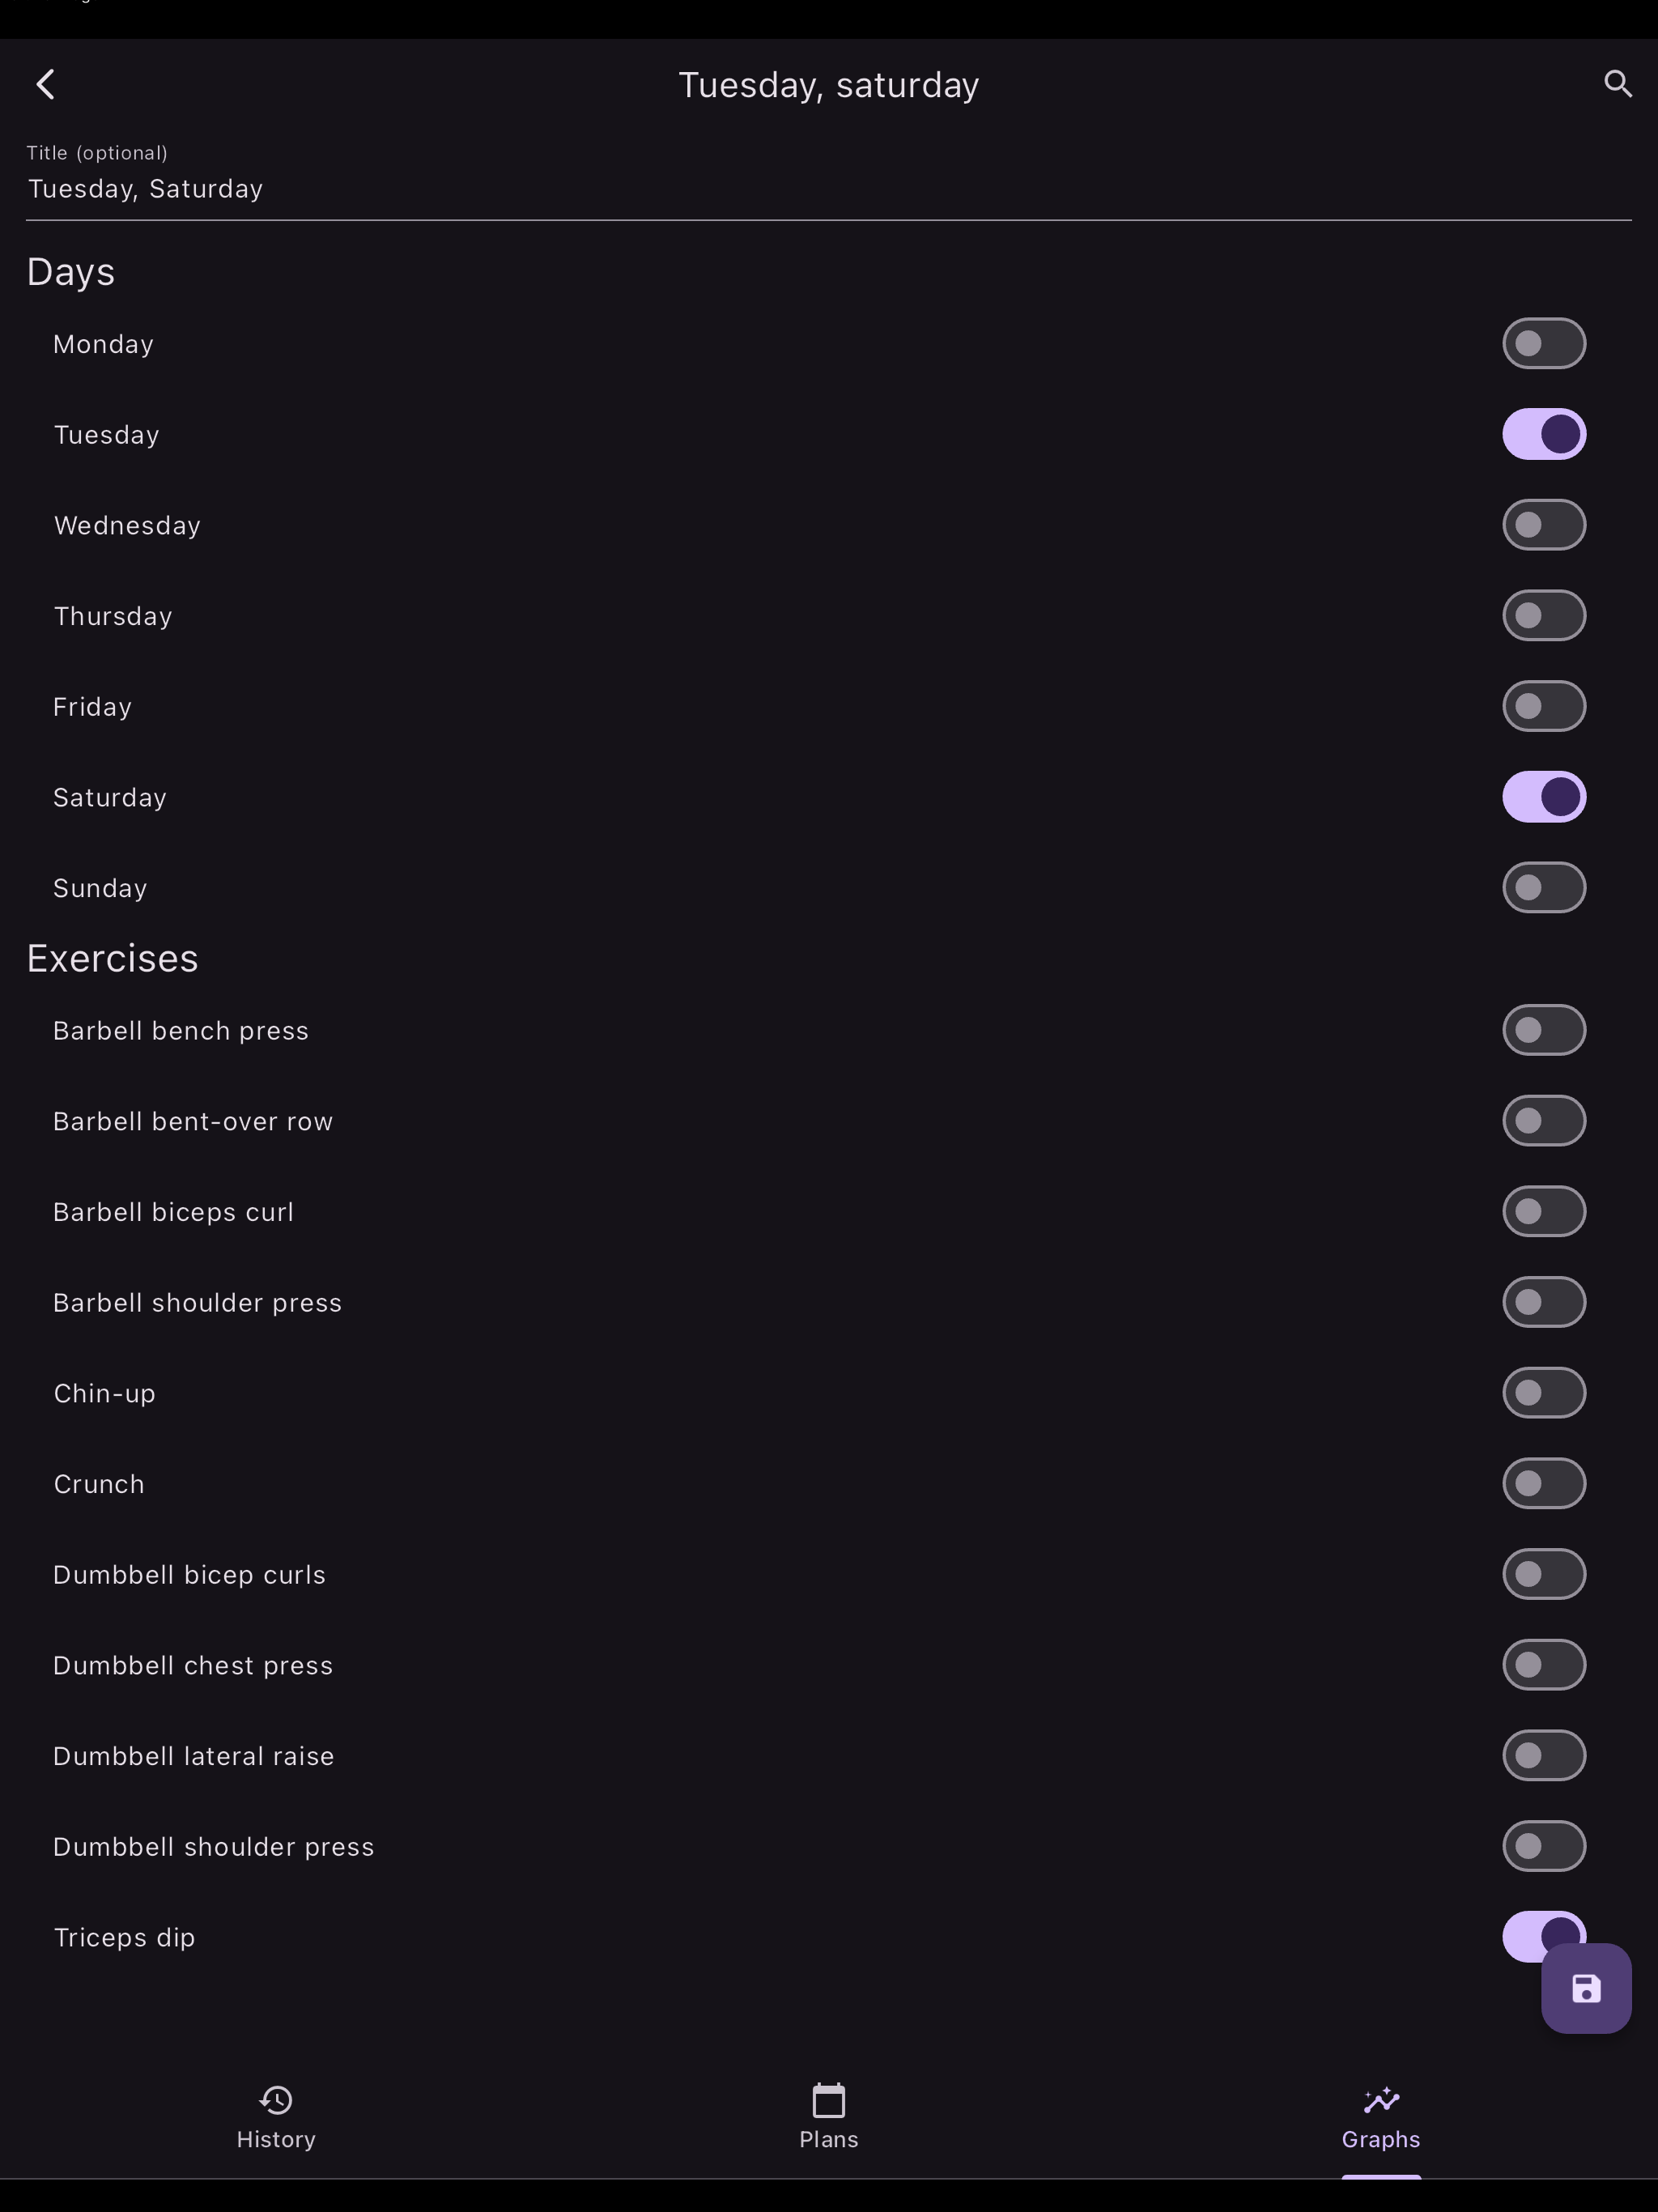 Tuesday, saturday
Title (optional)
Tuesday, Saturday
Days
Monday
Tuesday
Wednesday
Thursday
Friday
Saturday
Sunday
Exercises
Barbell bench press
Barbell bent-over row
Barbell biceps curl
Barbell shoulder press
Chin-up
Crunch
Dumbbell bicep curls
Dumbbell chest press
Dumbbell lateral raise
Dumbbell shoulder press
Triceps dip
History
Plans
Graphs